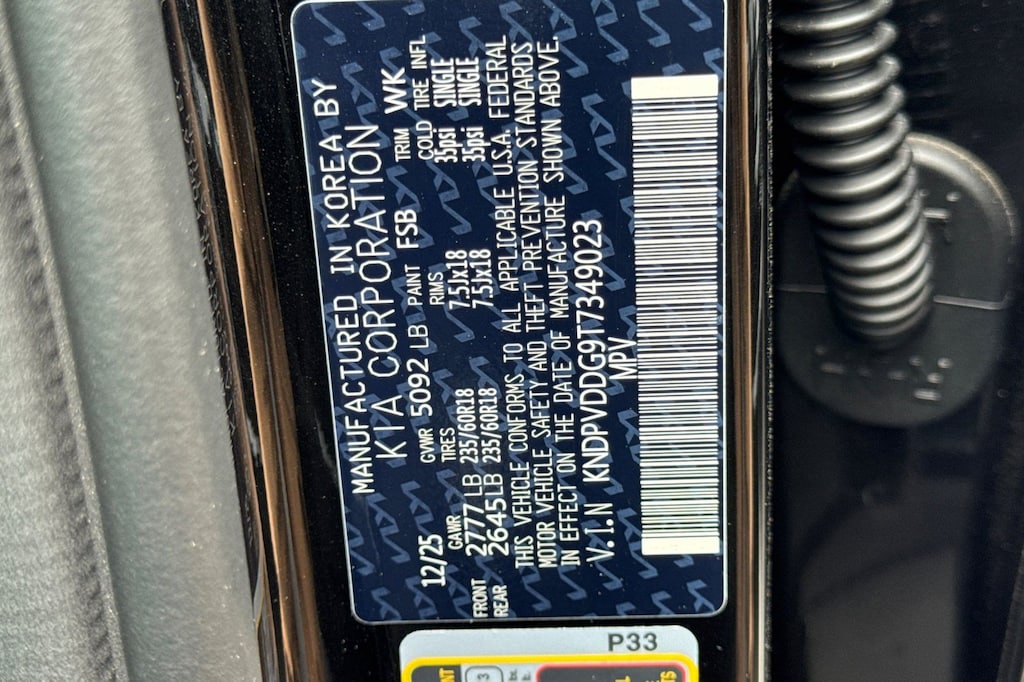 MANUFACTURED IN KOREA BY
KIA CORPORATION
12/25 GVWR 5092 LB PAINT FSB TRIM WK
GAWR TIRES RIMS COLD TIRE INFL
FRONT 2777 LB 235/60R18 7.5Jx18 35psi SINGLE
REAR 2645LB 235/60R18 7.5Jx18 35psi SINGLE
THIS VEHICLE CONFORMS TO ALL APPLICABLE U.S.A. FEDERAL
MOTOR VEHICLE SAFETY AND THEFT PREVENTION STANDARDS
IN EFFECT ON THE DATE OF MANUFACTURE SHOWN ABOVE.
V.I.N KNDPVDDG9T7349023
MPV
P33